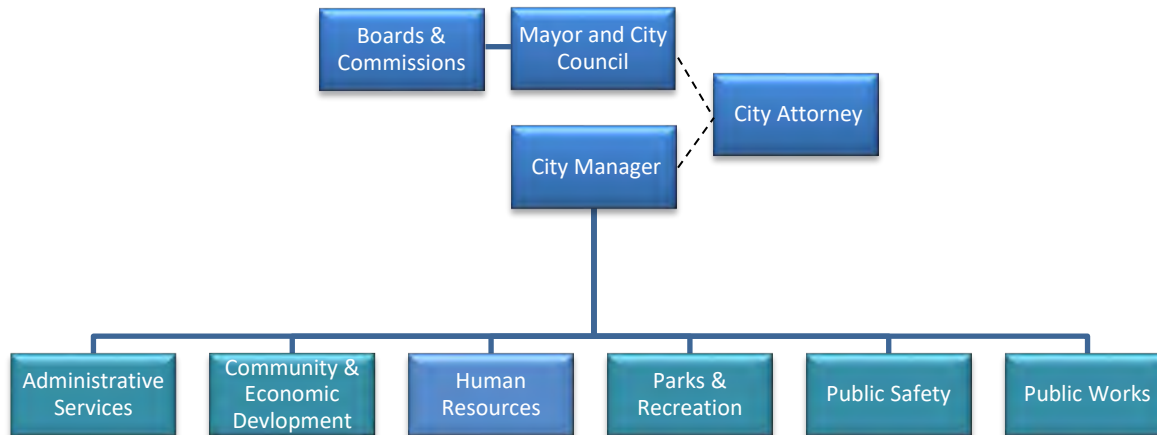 Boards &
Commissions
Mayor and City
Council
City Attorney
City Manager
Administrative
Services
Community &
Economic
Devlopment
Human
Resources
Parks &
Recreation
Public Safety
Public Works